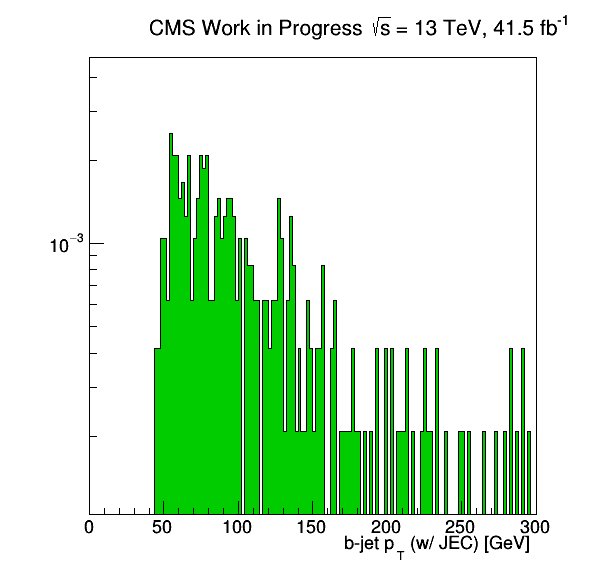 CMS Work in Progress √s = 13 TeV, 41.5 fb⁻¹
10⁻³
0 50 100 150 200 250 300
b-jet p_T (w/ JEC) [GeV]